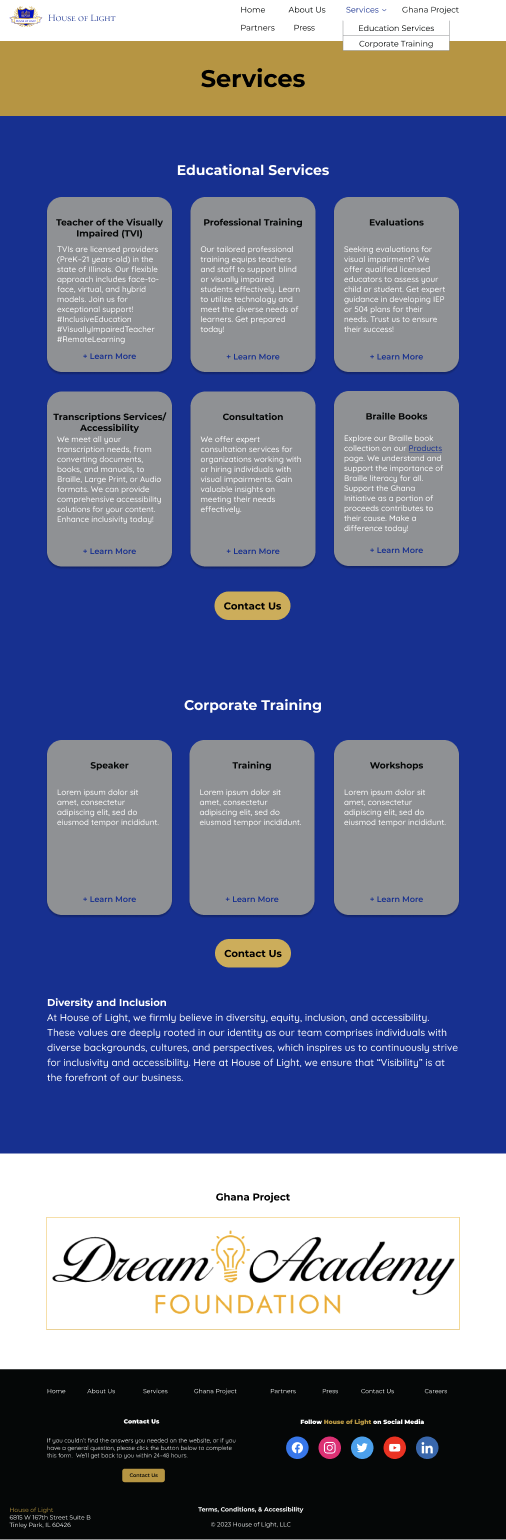 House of Light
Home
About Us
Services
Ghana Project
Partners
Press
Education Services
Corporate Training
Services
Educational Services
Teacher of the Visually
Impaired (TVI)
TVIs are licensed providers
(PreK-21 years-old) in the
state of Illinois. Our flexible
approach includes face-to-
face, virtual, and hybrid
models. Join us for
exceptional support!
#InclusiveEducation
#VisuallyImpairedTeacher
#RemoteLearning
+ Learn More
Professional Training
Our tailored professional
training equips teachers
and staff to support blind
or visually impaired
students effectively. Learn
to utilize technology and
meet the diverse needs of
learners. Get prepared
today!
+ Learn More
Evaluations
Seeking evaluations for
visual impairment? We
offer qualified licensed
educators to assess your
child or student. Get expert
guidance in developing IEP
or 504 plans for their
needs. Trust us to ensure
their success!
+ Learn More
Transcriptions Services/
Accessibility
We meet all your
transcription needs, from
converting documents,
books, and manuals, to
Braille, Large Print, or Audio
formats. We can provide
comprehensive accessibility
solutions for your content.
Enhance inclusivity today!
+ Learn More
Consultation
We offer expert
consultation services for
organizations working with
or hiring individuals with
visual impairments. Gain
valuable insights on
meeting their needs
effectively.
+ Learn More
Braille Books
Explore our Braille book
collection on our Products
page. We understand and
support the importance of
Braille literacy for all.
Support the Ghana
Initiative as a portion of
proceeds contributes to
their cause. Make a
difference today!
+ Learn More
Contact Us
Corporate Training
Speaker
Lorem ipsum dolor sit
amet, consectetur
adipiscing elit, sed do
eiusmod tempor incididunt.
+ Learn More
Training
Lorem ipsum dolor sit
amet, consectetur
adipiscing elit, sed do
eiusmod tempor incididunt.
+ Learn More
Workshops
Lorem ipsum dolor sit
amet, consectetur
adipiscing elit, sed do
eiusmod tempor incididunt.
+ Learn More
Contact Us
Diversity and Inclusion
At House of Light, we firmly believe in diversity, equity, inclusion, and accessibility.
These values are deeply rooted in our identity as our team comprises individuals with
diverse backgrounds, cultures, and perspectives, which inspires us to continuously strive
for inclusivity and accessibility. Here at House of Light, we ensure that "Visibility" is at
the forefront of our business.
Ghana Project
Dream Academy
FOUNDATION
Home
About Us
Services
Ghana Project
Partners
Press
Contact Us
Careers
Contact Us
If you couldn't find the answers you needed on the website, or if you
have a general question, please click the button below to complete
this form. We'll get back to you within 24-48 hours.
Contact Us
Follow House of Light on Social Media
House of Light
6815 W 167th Street Suite B
Tinley Park, IL 60426
Terms, Conditions, & Accessibility
© 2023 House of Light, LLC